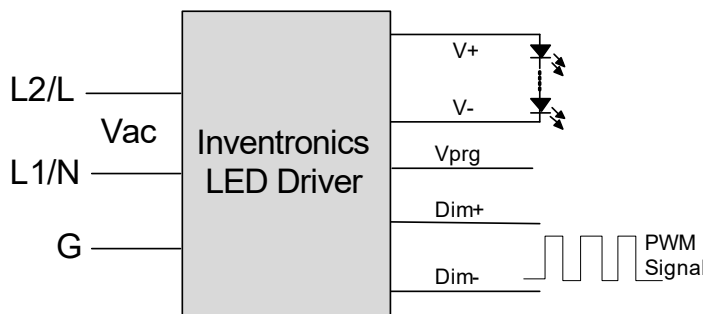 L2/L
Vac
L1/N
G
Inventronics
LED Driver
V+
V-
Vprg
Dim+
Dim-
PWM
Signal